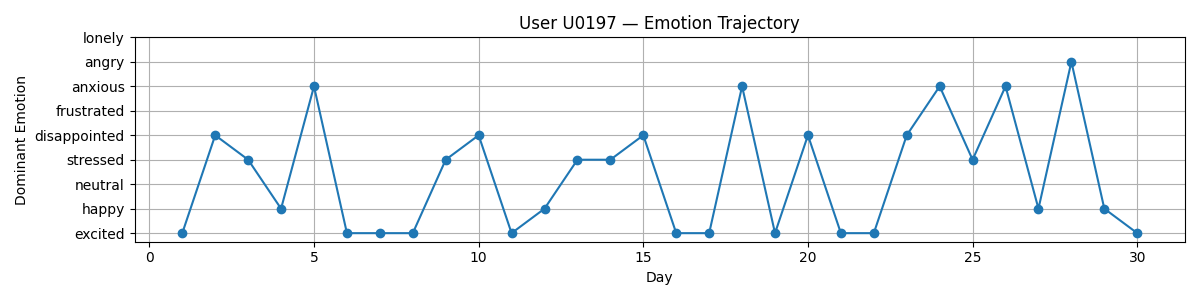 User U0197 — Emotion Trajectory
Dominant Emotion
lonely
angry
anxious
frustrated
disappointed
stressed
neutral
happy
excited
0 5 10 15 20 25 30
Day